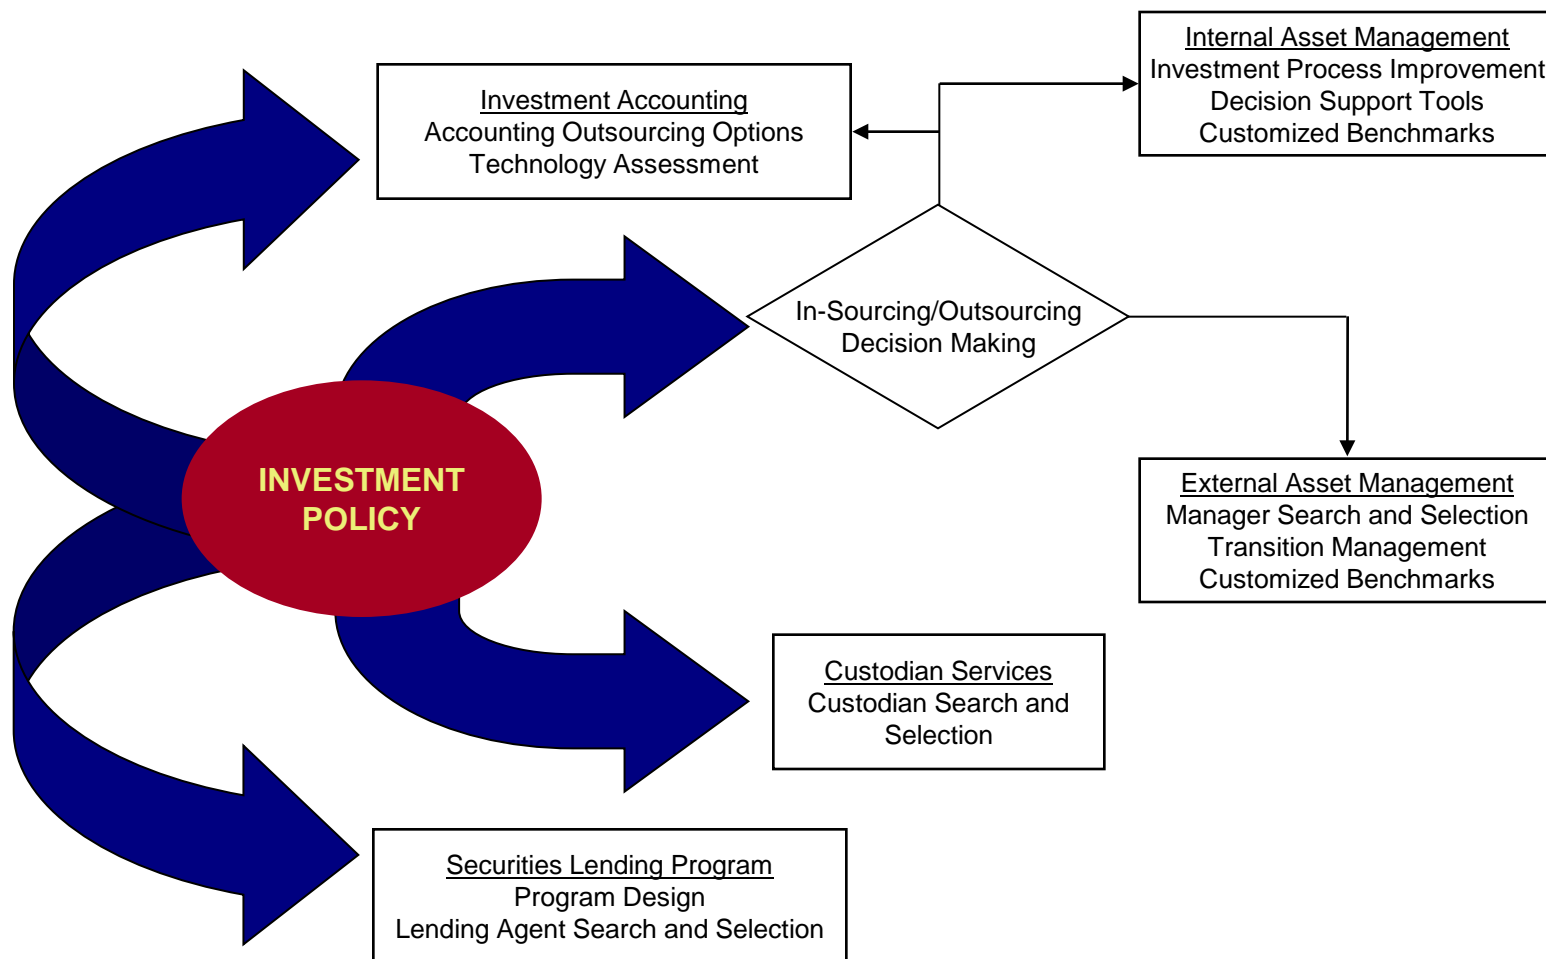 Internal Asset Management
Investment Process Improvement
Decision Support Tools
Customized Benchmarks
Investment Accounting
Accounting Outsourcing Options
Technology Assessment
In-Sourcing/Outsourcing
Decision Making
INVESTMENT
POLICY
External Asset Management
Manager Search and Selection
Transition Management
Customized Benchmarks
Custodian Services
Custodian Search and
Selection
Securities Lending Program
Program Design
Lending Agent Search and Selection